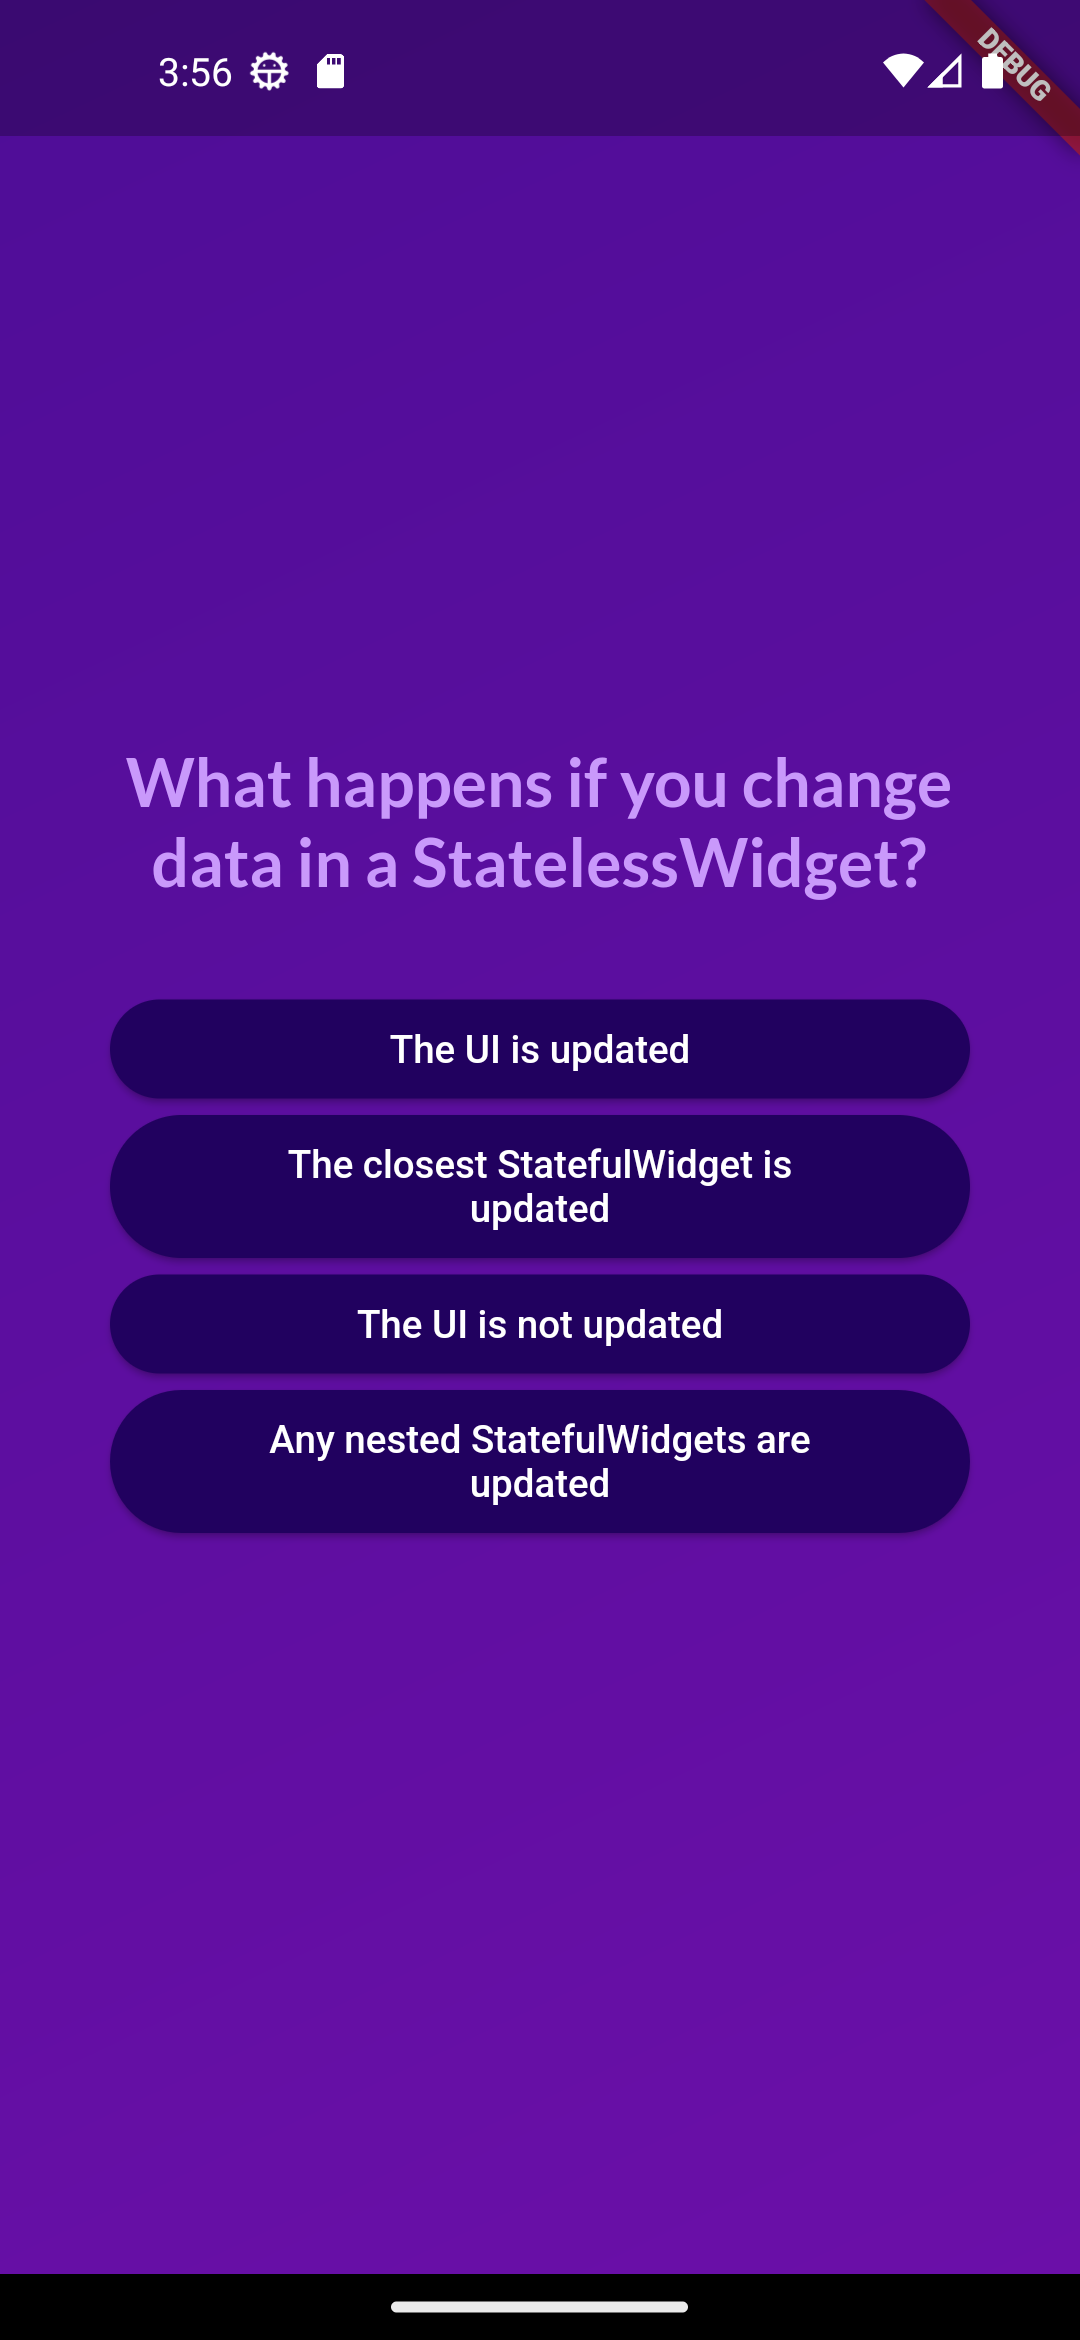 3:56
DEBUG
What happens if you change
data in a StatelessWidget?
The UI is updated
The closest StatefulWidget is
updated
The UI is not updated
Any nested StatefulWidgets are
updated